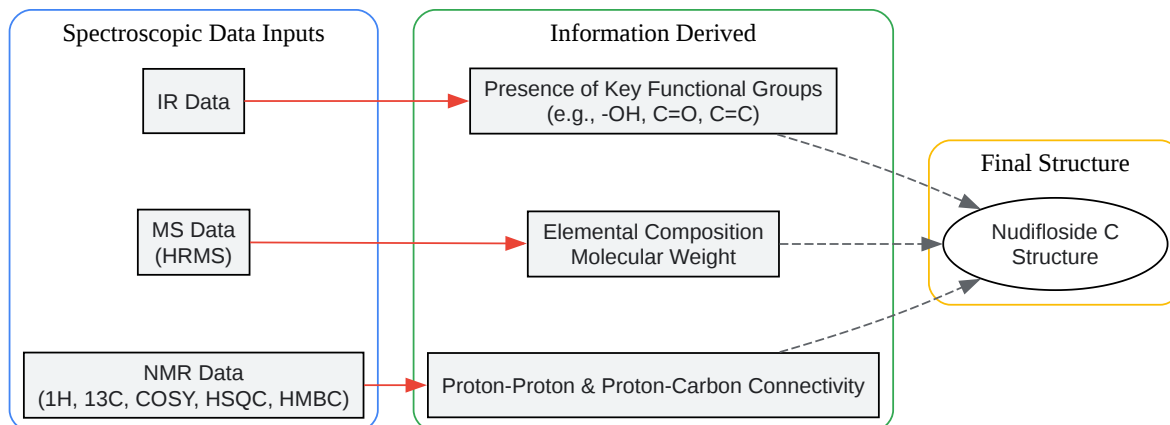 Spectroscopic Data Inputs
IR Data
MS Data
(HRMS)
NMR Data
(1H, 13C, COSY, HSQC, HMBC)
Information Derived
Presence of Key Functional Groups
(e.g., -OH, C=O, C=C)
Elemental Composition
Molecular Weight
Proton-Proton & Proton-Carbon Connectivity
Final Structure
Nudifloside C
Structure